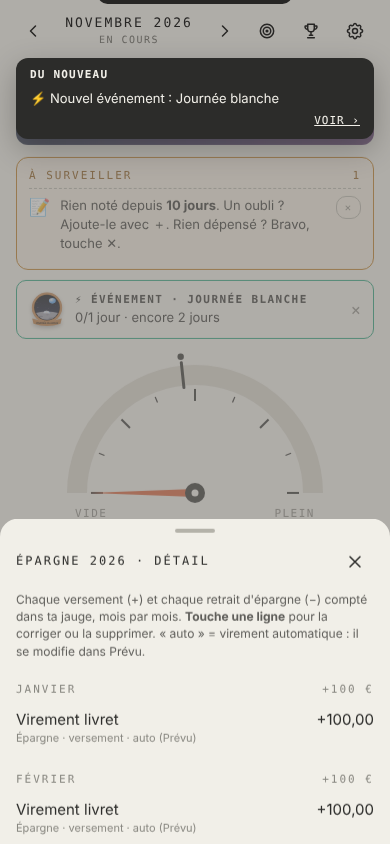 NOVEMBRE 2026
EN COURS
DU NOUVEAU
⚡ Nouvel événement : Journée blanche
VOIR ›
À SURVEILLER 1
Rien noté depuis 10 jours. Un oubli ?
Ajoute-le avec +. Rien dépensé ? Bravo,
touche ×.
⚡ ÉVÉNEMENT · JOURNÉE BLANCHE
0/1 jour · encore 2 jours
VIDE PLEIN
ÉPARGNE 2026 · DÉTAIL
Chaque versement (+) et chaque retrait d'épargne (−) compté
dans ta jauge, mois par mois. Touche une ligne pour la
corriger ou la supprimer. « auto » = virement automatique : il
se modifie dans Prévu.
JANVIER +100 €
Virement livret +100,00
Épargne · versement · auto (Prévu)
FÉVRIER +100 €
Virement livret +100,00
Épargne · versement · auto (Prévu)